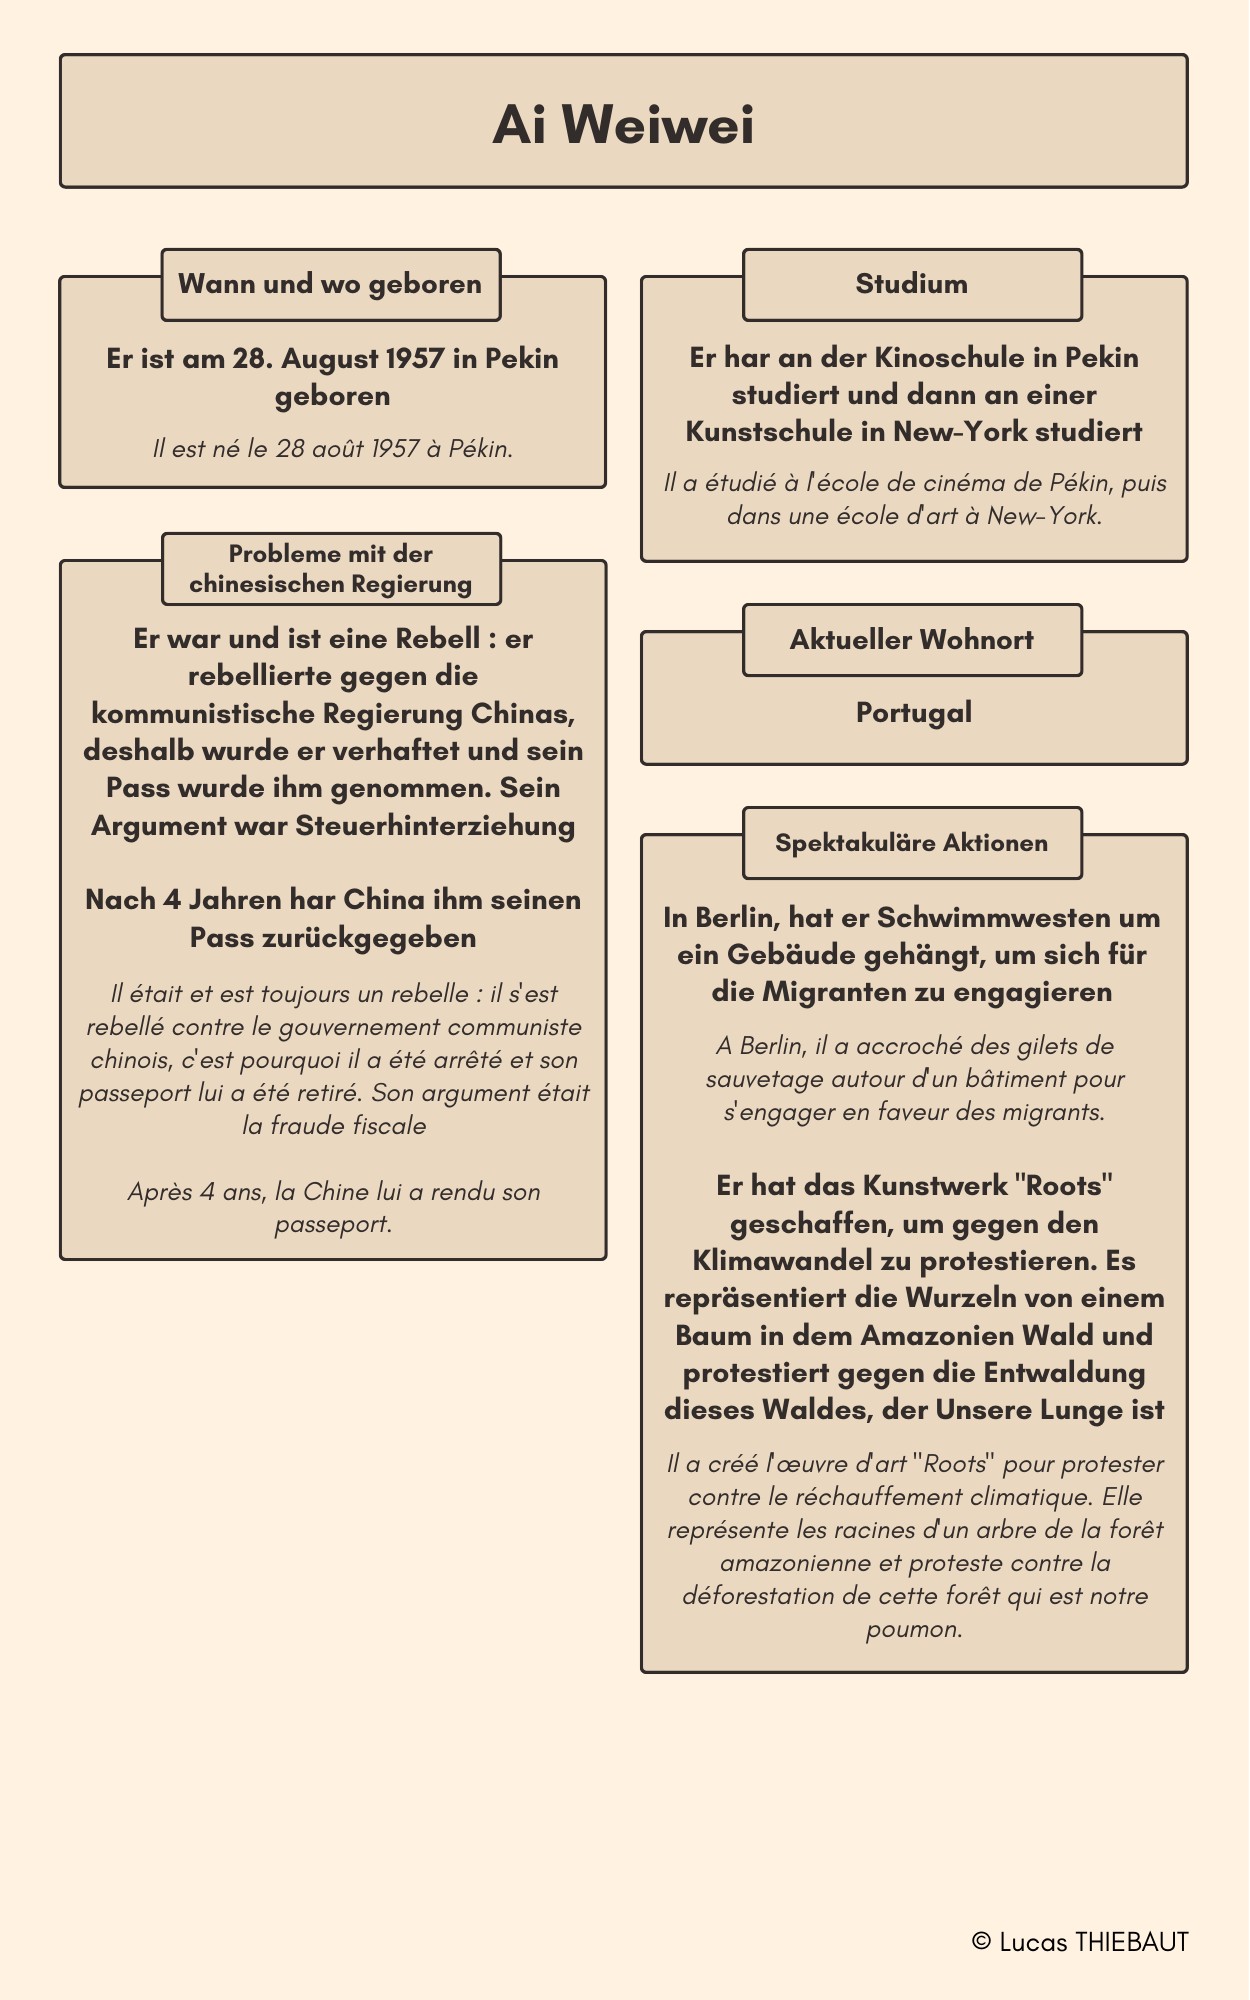 Ai Weiwei
Wann und wo geboren
Er ist am 28. August 1957 in Pekin
geboren
Il est né le 28 août 1957 à Pékin.
Probleme mit der
chinesischen Regierung
Er war und ist eine Rebell : er
rebellierte gegen die
kommunistische Regierung Chinas,
deshalb wurde er verhaftet und sein
Pass wurde ihm genommen. Sein
Argument war Steuerhinterziehung
Nach 4 Jahren har China ihm seinen
Pass zurückgegeben
Il était et est toujours un rebelle : il s'est
rebellé contre le gouvernement communiste
chinois, c'est pourquoi il a été arrêté et son
passeport lui a été retiré. Son argument était
la fraude fiscale
Après 4 ans, la Chine lui a rendu son
passeport.
Studium
Er har an der Kinoschule in Pekin
studiert und dann an einer
Kunstschule in New-York studiert
Il a étudié à l'école de cinéma de Pékin, puis
dans une école d'art à New-York.
Aktueller Wohnort
Portugal
Spektakuläre Aktionen
In Berlin, hat er Schwimmwesten um
ein Gebäude gehängt, um sich für
die Migranten zu engagieren
A Berlin, il a accroché des gilets de
sauvetage autour d'un bâtiment pour
s'engager en faveur des migrants.
Er hat das Kunstwerk "Roots"
geschaffen, um gegen den
Klimawandel zu protestieren. Es
repräsentiert die Wurzeln von einem
Baum in dem Amazonien Wald und
protestiert gegen die Entwaldung
dieses Waldes, der Unsere Lunge ist
Il a créé l'œuvre d'art "Roots" pour protester
contre le réchauffement climatique. Elle
représente les racines d'un arbre de la forêt
amazonienne et proteste contre la
déforestation de cette forêt qui est notre
poumon.
© Lucas THIEBAUT